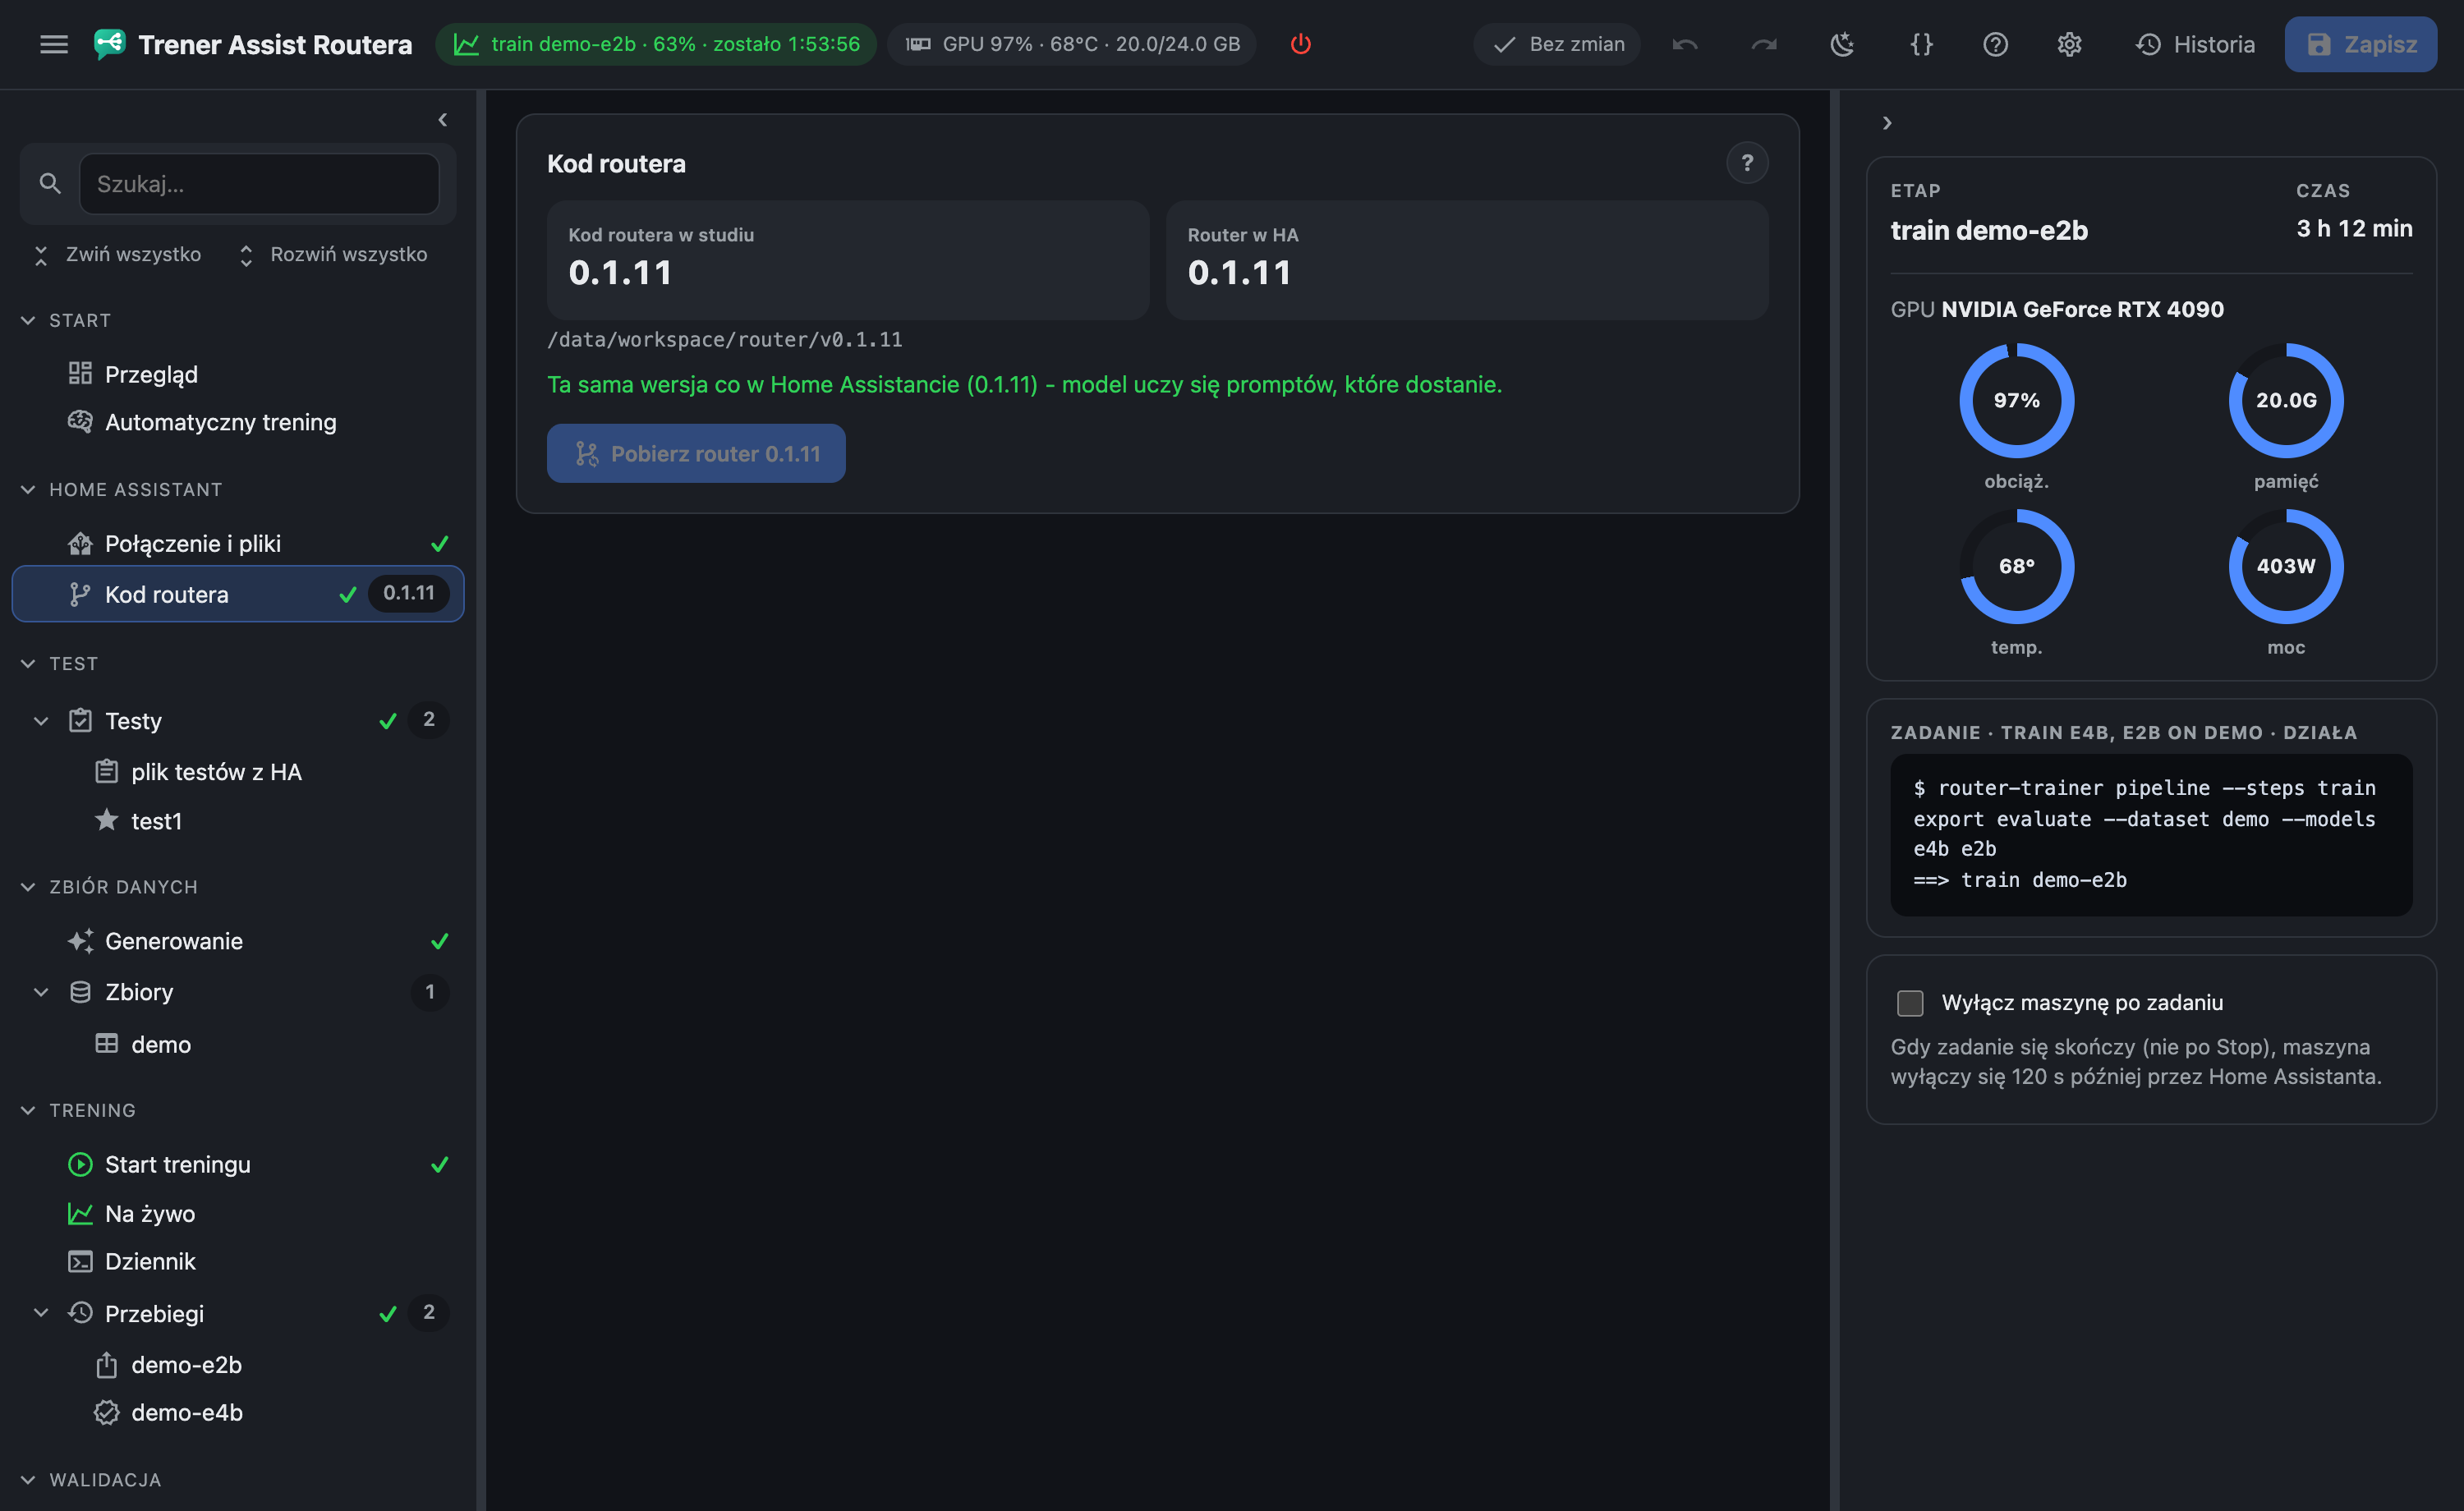 Trener Assist Routera
train demo-e2b · 63% · zostało 1:53:56
GPU 97% · 68°C · 20.0/24.0 GB
Bez zmian
Historia
Zapisz
Szukaj...
Zwiń wszystko
Rozwiń wszystko
START
Przegląd
Automatyczny trening
HOME ASSISTANT
Połączenie i pliki
Kod routera
0.1.11
TEST
Testy
2
plik testów z HA
test1
ZBIÓR DANYCH
Generowanie
Zbiory
1
demo
TRENING
Start treningu
Na żywo
Dziennik
Przebiegi
2
demo-e2b
demo-e4b
WALIDACJA
Kod routera
?
Kod routera w studiu
0.1.11
Router w HA
0.1.11
/data/workspace/router/v0.1.11
Ta sama wersja co w Home Assistancie (0.1.11) - model uczy się promptów, które dostanie.
Pobierz router 0.1.11
ETAP
train demo-e2b
CZAS
3 h 12 min
GPU NVIDIA GeForce RTX 4090
97%
obciąż.
20.0G
pamięć
68°
temp.
403W
moc
ZADANIE · TRAIN E4B, E2B ON DEMO · DZIAŁA
$ router-trainer pipeline --steps train
export evaluate --dataset demo --models
e4b e2b
==> train demo-e2b
Wyłącz maszynę po zadaniu
Gdy zadanie się skończy (nie po Stop), maszyna
wyłączy się 120 s później przez Home Assistanta.